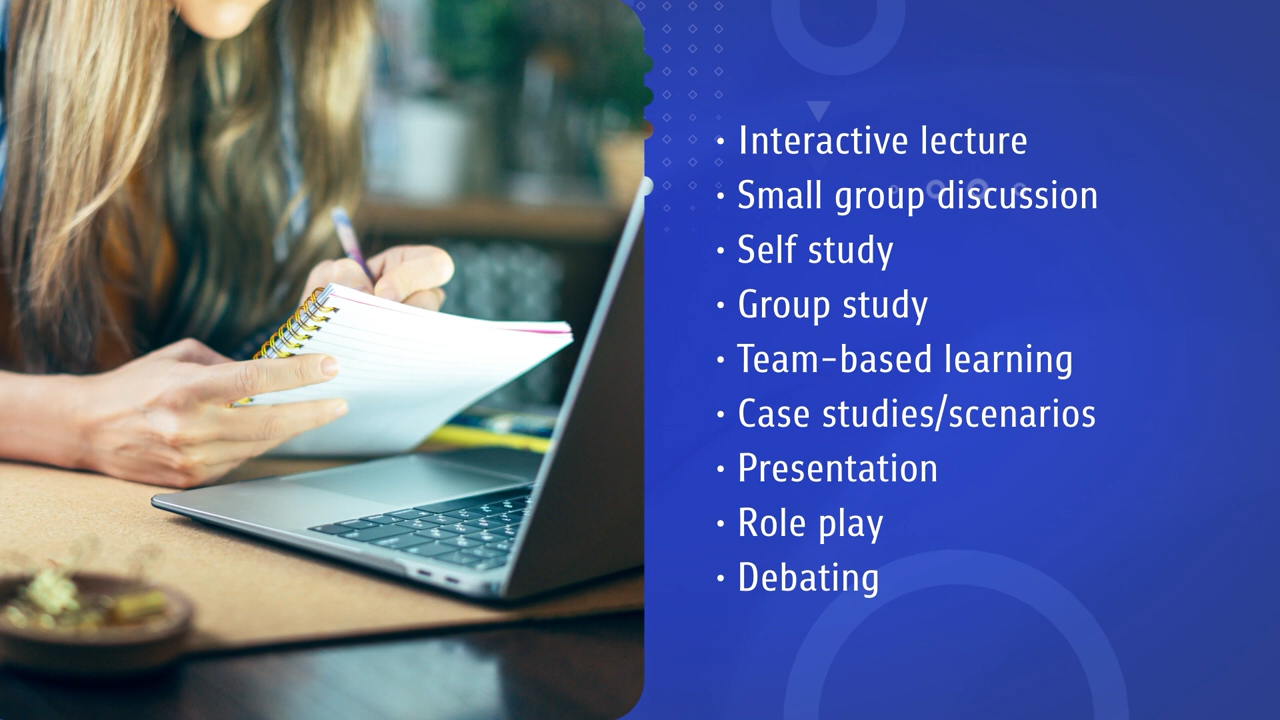 • Interactive lecture
• Small group discussion
• Self study
• Group study
• Team-based learning
• Case studies/scenarios
• Presentation
• Role play
• Debating